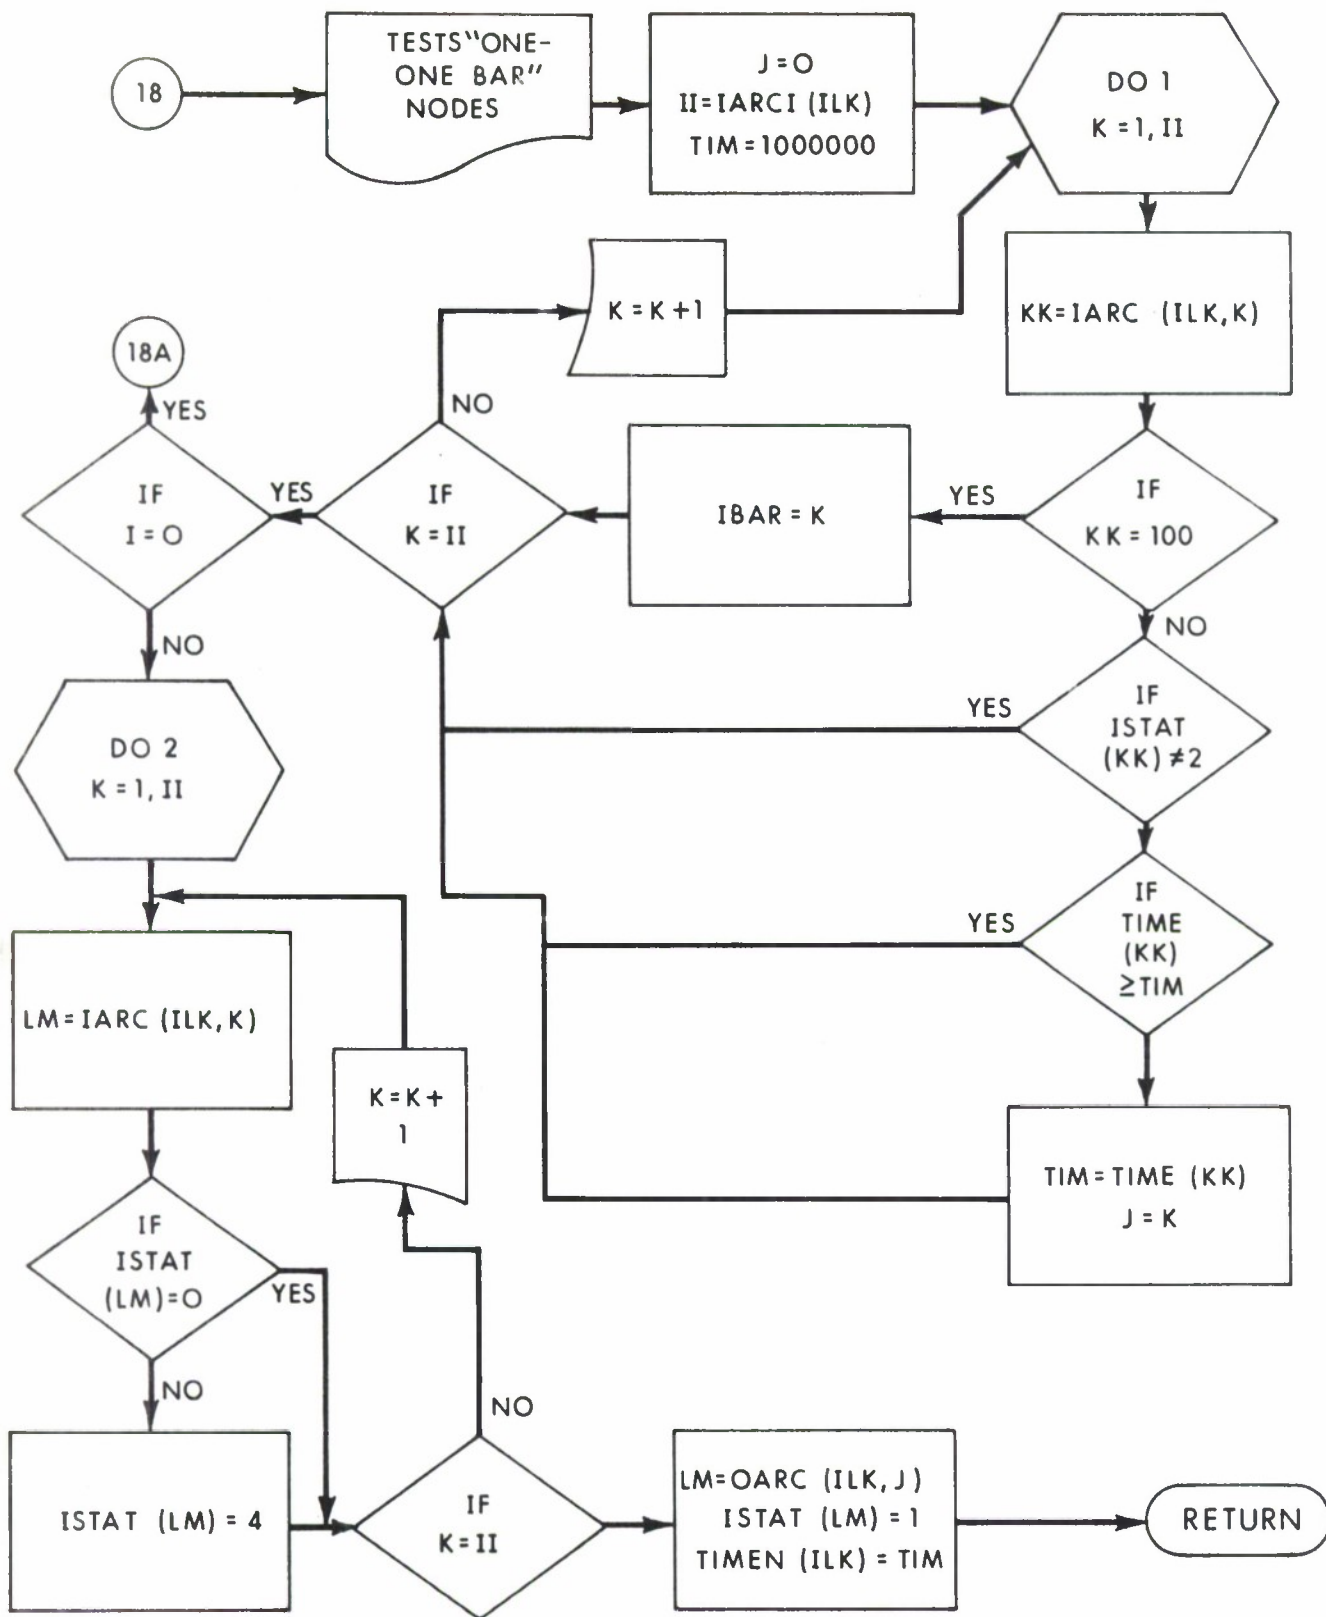 18
TESTS "ONE-
ONE BAR"
NODES
J=0
II=IARCI (ILK)
TIM=1000000
DO 1
K=1, II
KK=IARC (ILK,K)
K=K+1
18A
YES
NO
IF
I=0
YES
IF
K=II
IBAR=K
YES
IF
KK=100
NO
NO
DO 2
K=1, II
YES
IF
ISTAT
(KK)≠2
YES
IF
TIME
(KK)
≥TIM
LM=IARC (ILK,K)
K=K+
1
TIM=TIME (KK)
J=K
IF
ISTAT
(LM)=0
YES
NO
NO
ISTAT (LM)=4
IF
K=II
LM=OARC (ILK,J)
ISTAT (LM)=1
TIMEN (ILK)=TIM
RETURN